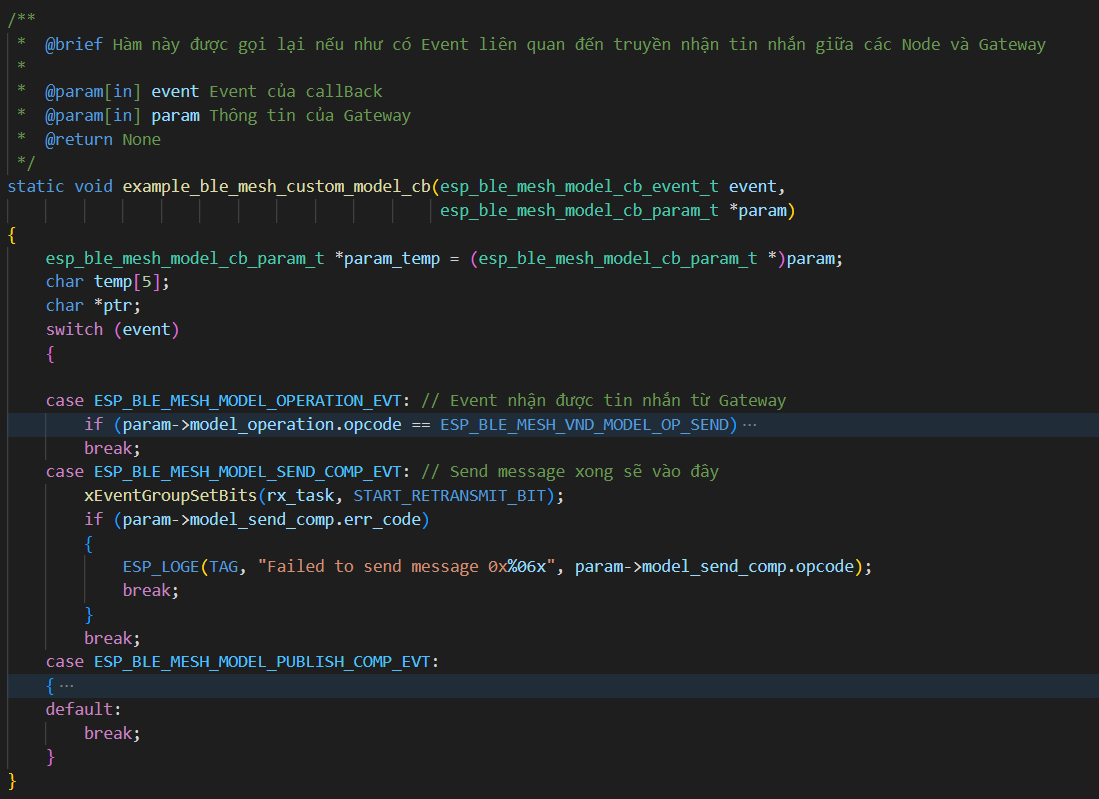 /**
 *  @brief Hàm này được gọi lại nếu như có Event liên quan đến truyền nhận tin nhắn giữa các Node và Gateway
 *
 *  @param[in] event Event của callBack
 *  @param[in] param Thông tin của Gateway
 *  @return None
 */
static void example_ble_mesh_custom_model_cb(esp_ble_mesh_model_cb_event_t event,
                                             esp_ble_mesh_model_cb_param_t *param)
{
    esp_ble_mesh_model_cb_param_t *param_temp = (esp_ble_mesh_model_cb_param_t *)param;
    char temp[5];
    char *ptr;
    switch (event)
    {

    case ESP_BLE_MESH_MODEL_OPERATION_EVT: // Event nhận được tin nhắn từ Gateway
        if (param->model_operation.opcode == ESP_BLE_MESH_VND_MODEL_OP_SEND) ···
        break;
    case ESP_BLE_MESH_MODEL_SEND_COMP_EVT: // Send message xong sẽ vào đây
        xEventGroupSetBits(rx_task, START_RETRANSMIT_BIT);
        if (param->model_send_comp.err_code)
        {
            ESP_LOGE(TAG, "Failed to send message 0x%06x", param->model_send_comp.opcode);
            break;
        }
        break;
    case ESP_BLE_MESH_MODEL_PUBLISH_COMP_EVT:
    { ···
    default:
        break;
    }
}